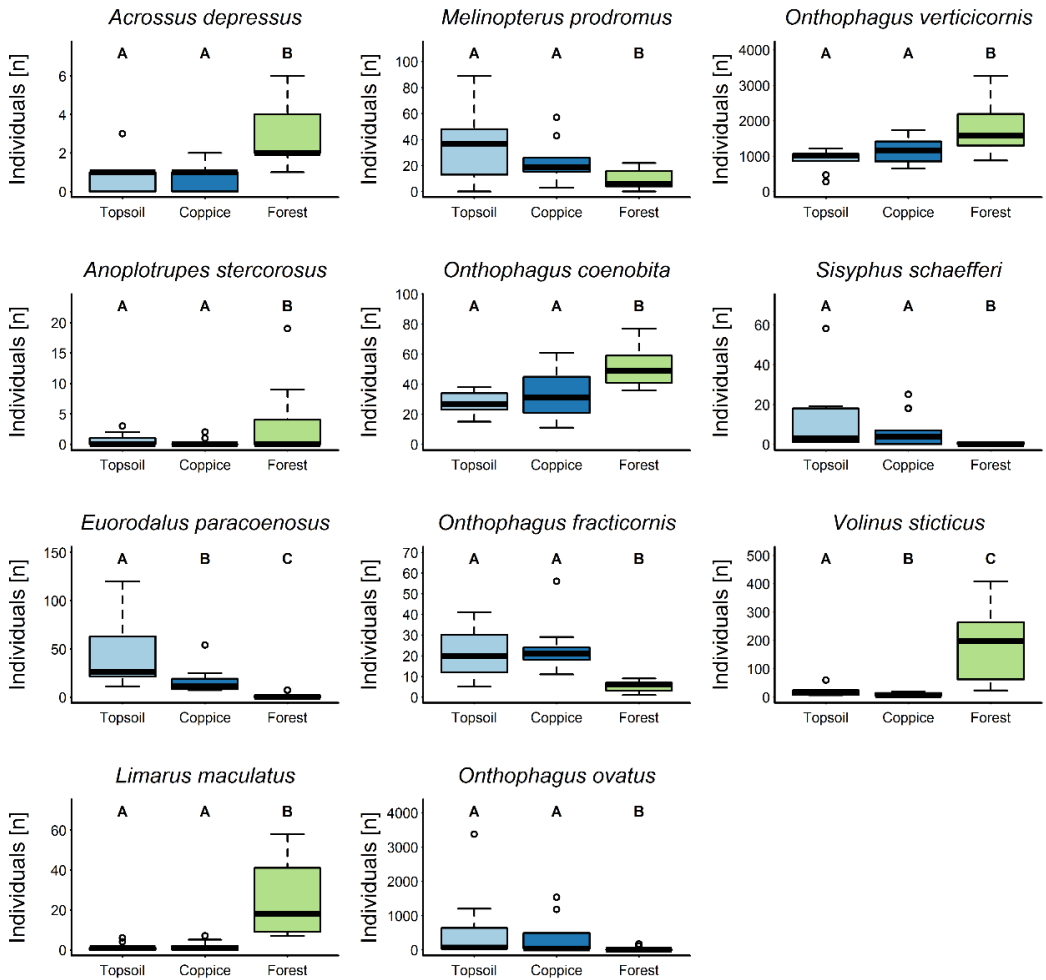 Acrossus depressus
Individuals [n]
6
4
2
0
A A B
Topsoil Coppice Forest
Melinopterus prodromus
Individuals [n]
100
80
60
40
20
0
A A B
Topsoil Coppice Forest
Onthophagus verticicornis
Individuals [n]
4000
3000
2000
1000
0
A A B
Topsoil Coppice Forest
Anoplotrupes stercorosus
Individuals [n]
20
15
10
5
0
A A B
Topsoil Coppice Forest
Onthophagus coenobita
Individuals [n]
100
80
60
40
20
0
A A B
Topsoil Coppice Forest
Sisyphus schaefferi
Individuals [n]
60
40
20
0
A A B
Topsoil Coppice Forest
Euorodalus paracoenosus
Individuals [n]
150
100
50
0
A B C
Topsoil Coppice Forest
Onthophagus fracticornis
Individuals [n]
70
60
50
40
30
20
10
0
A A B
Topsoil Coppice Forest
Volinus sticticus
Individuals [n]
500
400
300
200
100
0
A B C
Topsoil Coppice Forest
Limarus maculatus
Individuals [n]
60
40
20
0
A A B
Topsoil Coppice Forest
Onthophagus ovatus
Individuals [n]
4000
3000
2000
1000
0
A A B
Topsoil Coppice Forest